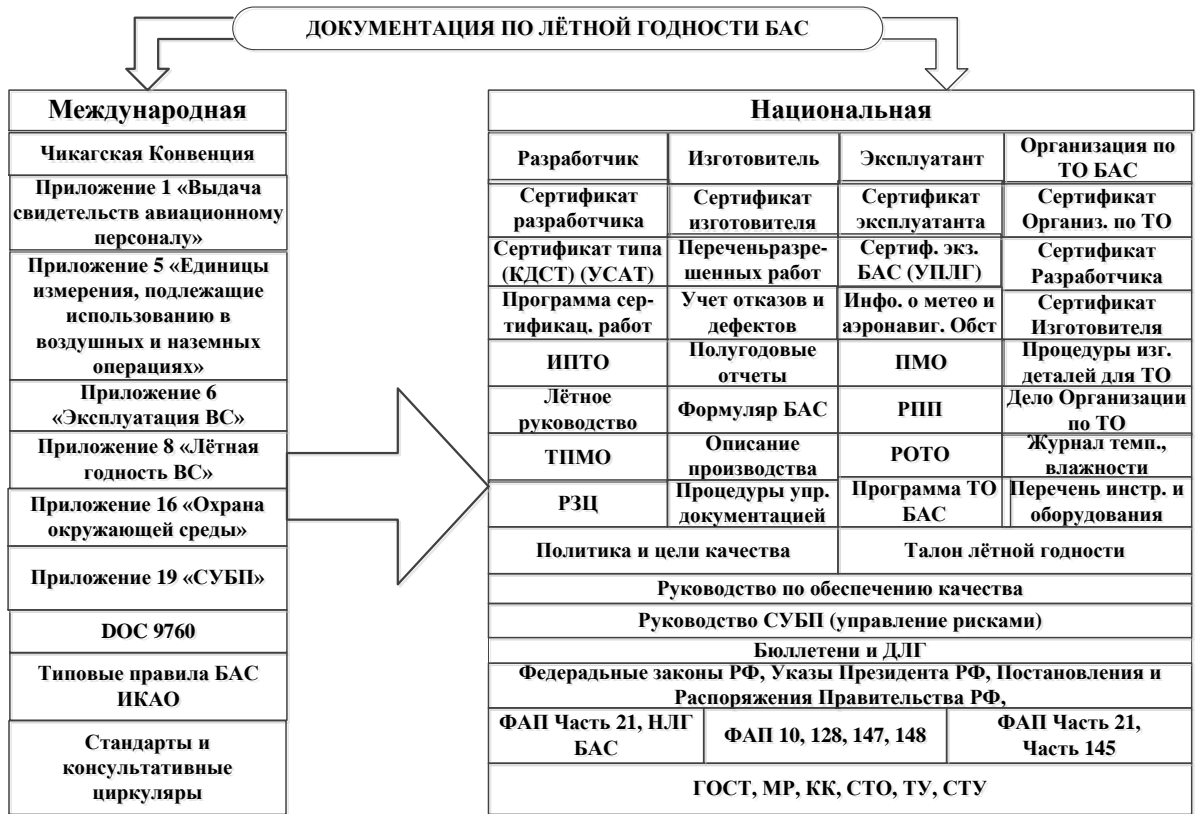 ДОКУМЕНТАЦИЯ ПО ЛЁТНОЙ ГОДНОСТИ БАС
Международная
Чикагская Конвенция
Приложение 1 «Выдача
свидетельств авиационному
персоналу»
Приложение 5 «Единицы
измерения, подлежащие
использованию в
воздушных и наземных
операциях»
Приложение 6
«Эксплуатация ВС»
Приложение 8 «Лётная
годность ВС»
Приложение 16 «Охрана
окружающей среды»
Приложение 19 «СУБП»
DOC 9760
Типовые правила БАС
ИКАО
Стандарты и
консультативные
циркуляры
Национальная
Разработчик
Изготовитель
Эксплуатант
Организация по
ТО БАС
Сертификат
разработчика
Сертификат
изготовителя
Сертификат
эксплуатанта
Сертификат
Организ. по ТО
Сертификат типа
(КДСТ) (УСАТ)
Переченьразре-
шенных работ
Сертиф. экз.
БАС (УПЛГ)
Сертификат
Разработчика
Программа сер-
тификац. работ
Учет отказов и
дефектов
Инфо. о метео и
аэронавиг. Обст
Сертификат
Изготовителя
ИПТО
Полугодовые
отчеты
ПМО
Процедуры изг.
деталей для ТО
Лётное
руководство
Формуляр БАС
РПП
Дело Организации
по ТО
ТПМО
Описание
производства
РОТО
Журнал темп.,
влажности
РЗЦ
Процедуры упр.
документацией
Программа ТО
БАС
Перечень инстр. и
оборудования
Политика и цели качества
Талон лётной годности
Руководство по обеспечению качества
Руководство СУБП (управление рисками)
Бюллетени и ДЛГ
Федерадьные законы РФ, Указы Президента РФ, Постановления и
Распоряжения Правительства РФ,
ФАП Часть 21, НЛГ
БАС
ФАП 10, 128, 147, 148
ФАП Часть 21,
Часть 145
ГОСТ, МР, КК, СТО, ТУ, СТУ